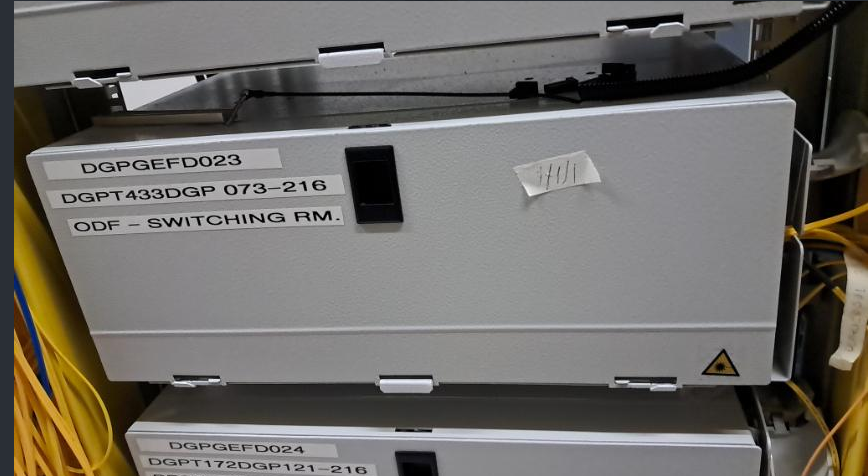 DGPGEFD023
DGPT433DGP 073-216
ODF - SWITCHING RM.
DGPGEFD024
DGPT172DGP121-216